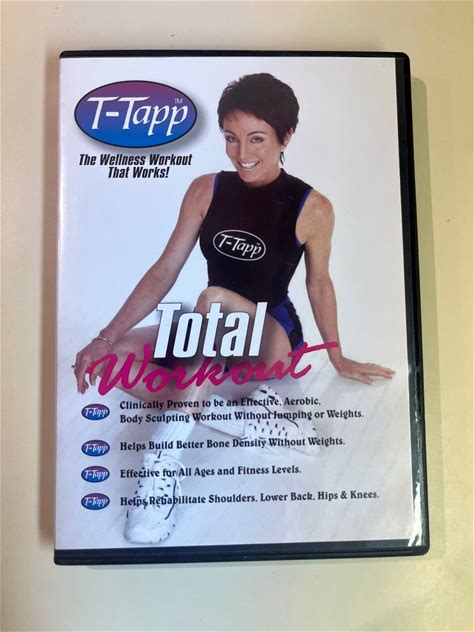 T-Tapp™
The Wellness Workout
That Works!
T-Tapp
Total
Workout
T-Tapp Clinically Proven to be an Effective, Aerobic,
Body Sculpting Workout Without Jumping or Weights.
T-Tapp Helps Build Better Bone Density Without Weights.
T-Tapp Effective for All Ages and Fitness Levels.
T-Tapp Helps Rehabilitate Shoulders, Lower Back, Hips & Knees.